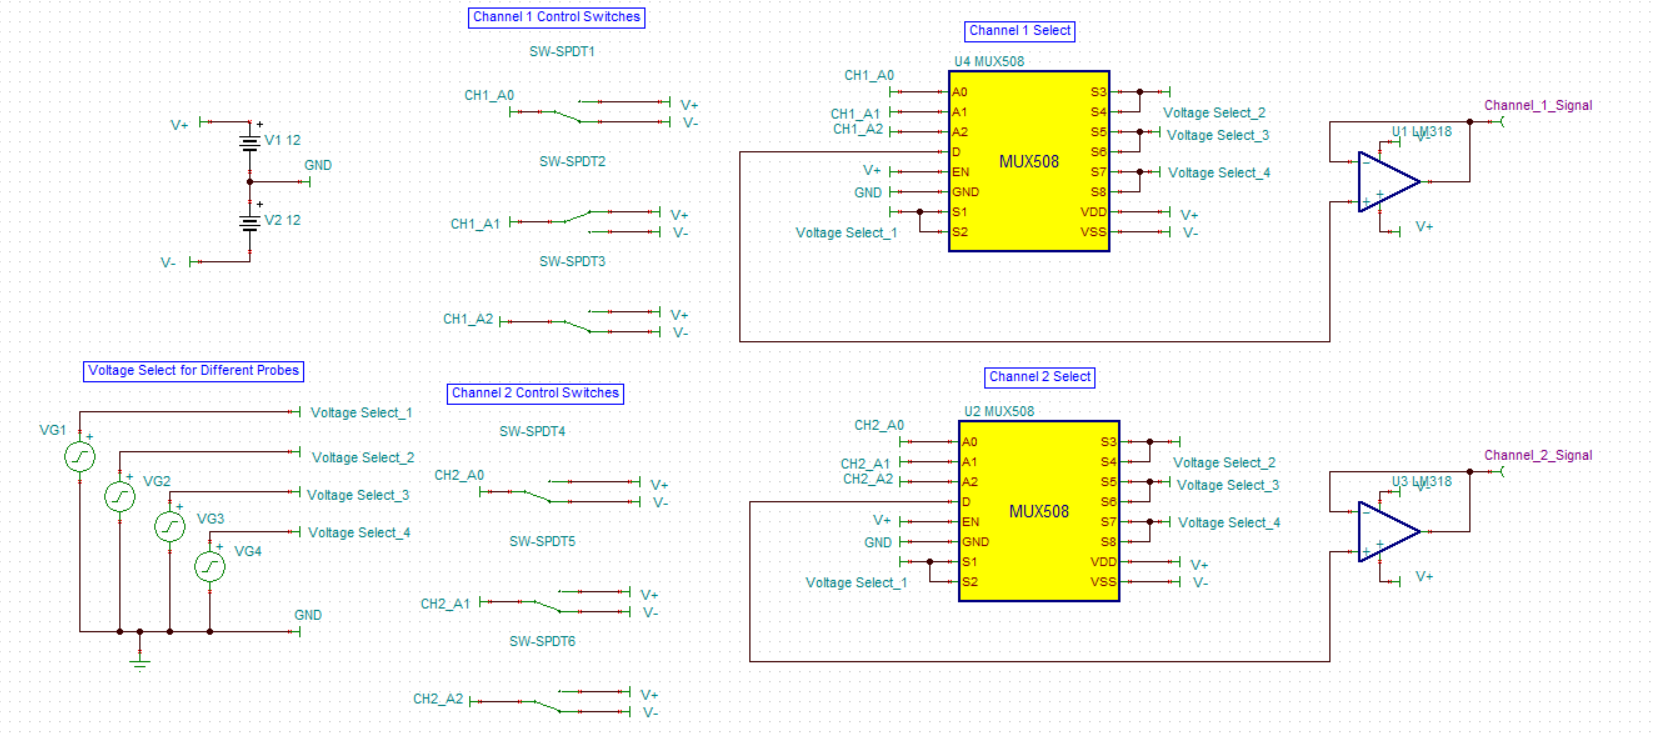 Channel 1 Control Switches
SW-SPDT1
CH1_A0
V+
V-
SW-SPDT2
CH1_A1
V+
V-
SW-SPDT3
CH1_A2
V+
V-
V+
+
V1 12
GND
+
V2 12
V-
Channel 1 Select
U4 MUX508
CH1_A0
CH1_A1
CH1_A2
V+
GND
Voltage Select_1
A0
A1
A2
D
EN
GND
S1
S2
MUX508
S3
S4
S5
S6
S7
S8
VDD
VSS
Voltage Select_2
Voltage Select_3
Voltage Select_4
V+
V-
Channel_1_Signal
U1 LM318
V-
-
+
+
V+
Voltage Select for Different Probes
VG1
+
Voltage Select_1
VG2
+
Voltage Select_2
VG3
+
Voltage Select_3
VG4
+
Voltage Select_4
GND
Channel 2 Control Switches
SW-SPDT4
CH2_A0
V+
V-
SW-SPDT5
CH2_A1
V+
V-
SW-SPDT6
CH2_A2
V+
V-
Channel 2 Select
U2 MUX508
CH2_A0
CH2_A1
CH2_A2
V+
GND
Voltage Select_1
A0
A1
A2
D
EN
GND
S1
S2
MUX508
S3
S4
S5
S6
S7
S8
VDD
VSS
Voltage Select_2
Voltage Select_3
Voltage Select_4
V+
V-
Channel_2_Signal
U3 LM318
V-
-
+
+
V+